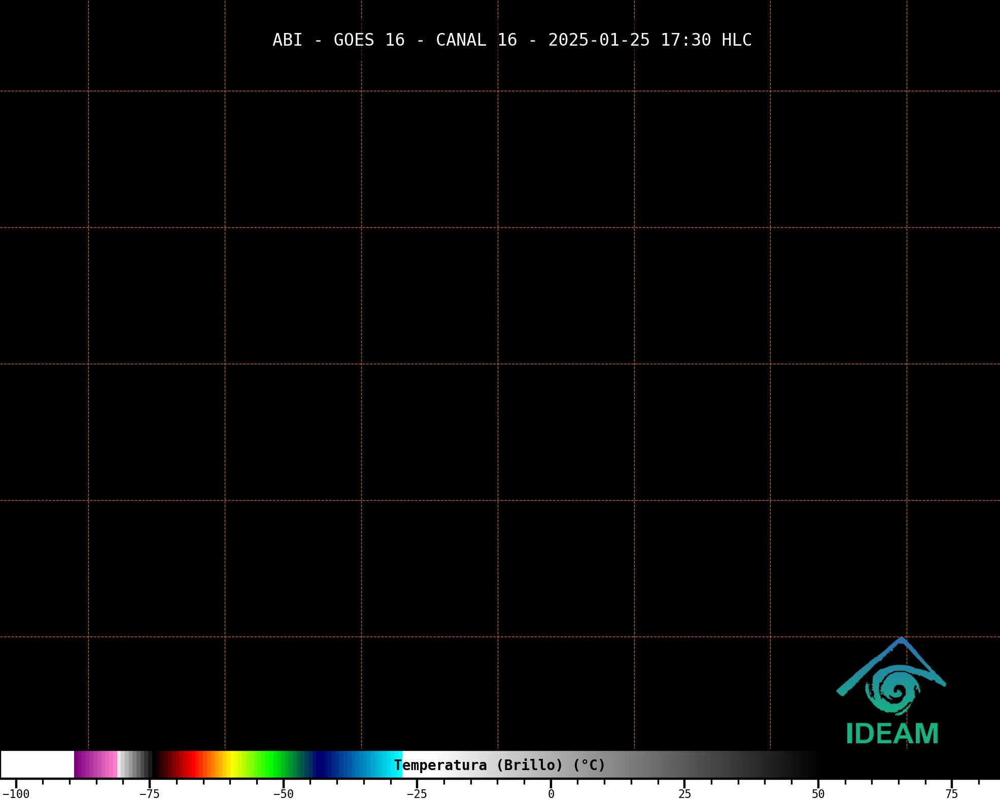 ABI - GOES 16 - CANAL 16 - 2025-01-25 17:30 HLC
IDEAM
Temperatura (Brillo) (°C)
−100 −75 −50 −25 0 25 50 75